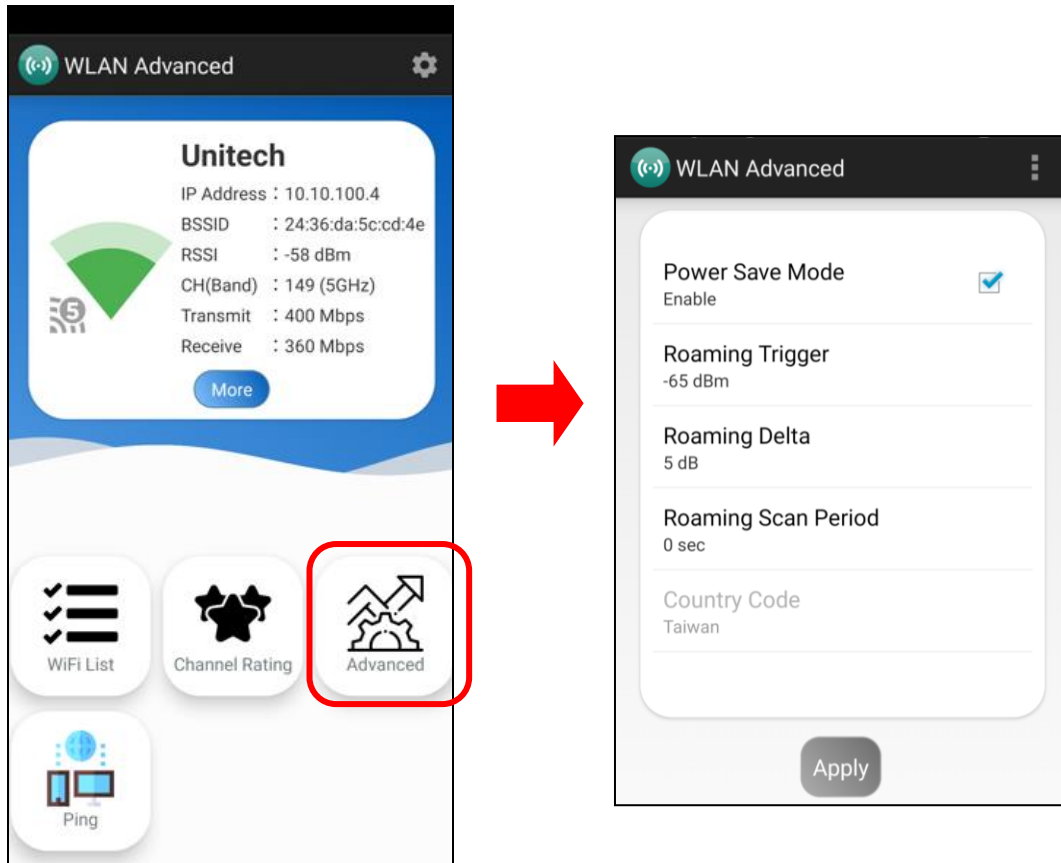 WLAN Advanced
Unitech
IP Address : 10.10.100.4
BSSID : 24:36:da:5c:cd:4e
RSSI : -58 dBm
CH(Band) : 149 (5GHz)
5
Transmit : 400 Mbps
Receive : 360 Mbps
More
WiFi List
Channel Rating
Advanced
Ping
WLAN Advanced
Power Save Mode
Enable
Roaming Trigger
-65 dBm
Roaming Delta
5 dB
Roaming Scan Period
0 sec
Country Code
Taiwan
Apply